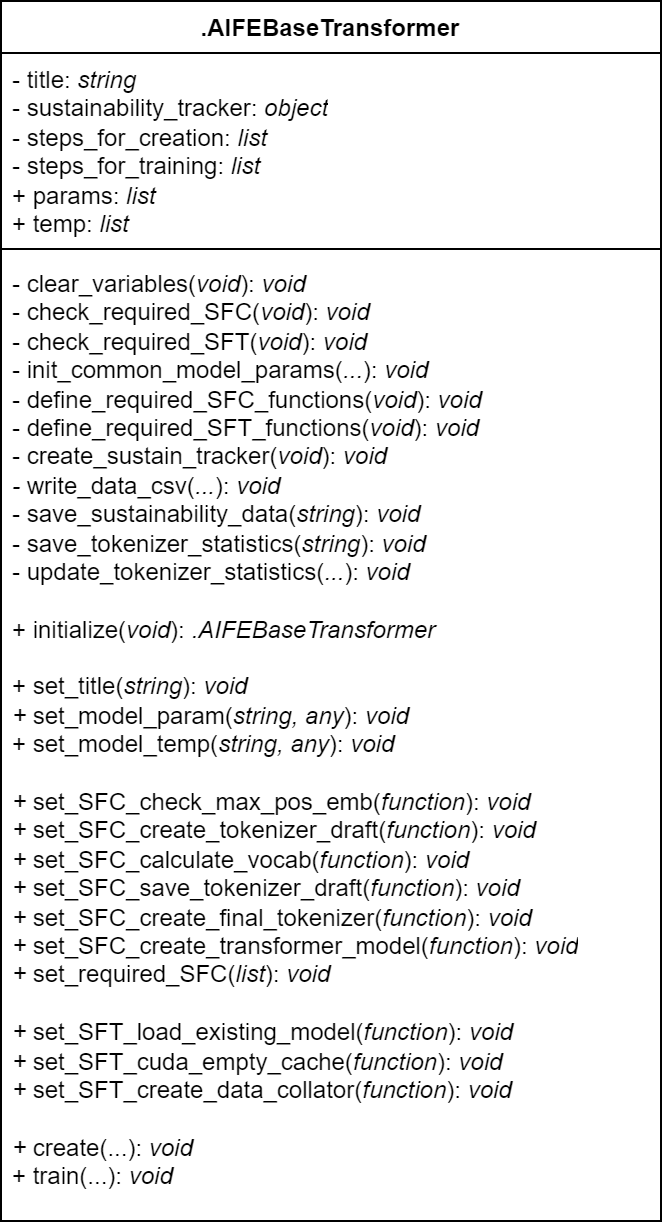 .AIFEBaseTransformer
- title: string
- sustainability_tracker: object
- steps_for_creation: list
- steps_for_training: list
+ params: list
+ temp: list
- clear_variables(void): void
- check_required_SFC(void): void
- check_required_SFT(void): void
- init_common_model_params(...): void
- define_required_SFC_functions(void): void
- define_required_SFT_functions(void): void
- create_sustain_tracker(void): void
- write_data_csv(...): void
- save_sustainability_data(string): void
- save_tokenizer_statistics(string): void
- update_tokenizer_statistics(...): void
+ initialize(void): .AIFEBaseTransformer
+ set_title(string): void
+ set_model_param(string, any): void
+ set_model_temp(string, any): void
+ set_SFC_check_max_pos_emb(function): void
+ set_SFC_create_tokenizer_draft(function): void
+ set_SFC_calculate_vocab(function): void
+ set_SFC_save_tokenizer_draft(function): void
+ set_SFC_create_final_tokenizer(function): void
+ set_SFC_create_transformer_model(function): void
+ set_required_SFC(list): void
+ set_SFT_load_existing_model(function): void
+ set_SFT_cuda_empty_cache(function): void
+ set_SFT_create_data_collator(function): void
+ create(...): void
+ train(...): void